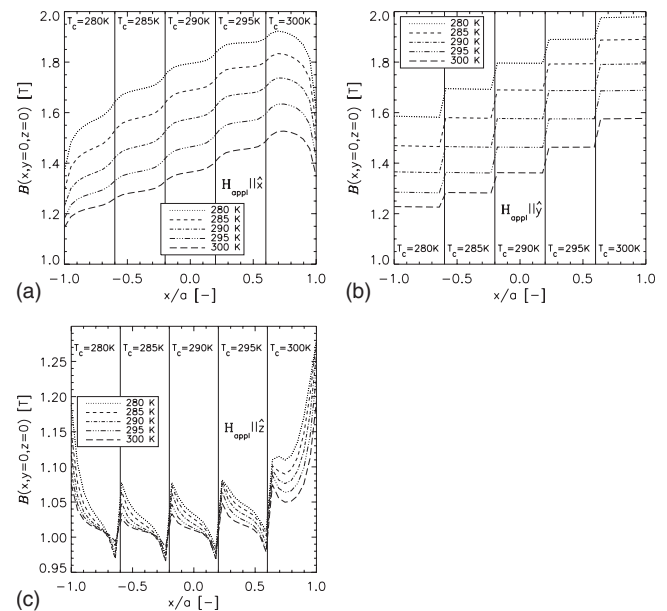 T_c=280K T_c=285K T_c=290K T_c=295K T_c=300K
2.0
1.8
1.6
1.4
1.2
1.0
B(x,y=0,z=0) [T]
H_appl||x̂
280 K
285 K
290 K
295 K
300 K
-1.0 -0.5 0.0 0.5 1.0
x/a [-]
(a)
2.0
1.8
1.6
1.4
1.2
1.0
B(x,y=0,z=0) [T]
280 K
285 K
290 K
295 K
300 K
H_appl||ŷ
T_c=280K T_c=285K T_c=290K T_c=295K T_c=300K
-1.0 -0.5 0.0 0.5 1.0
x/a [-]
(b)
T_c=280K T_c=285K T_c=290K T_c=295K T_c=300K
1.25
1.20
1.15
1.10
1.05
1.00
0.95
B(x,y=0,z=0) [T]
280 K
285 K
290 K
295 K
300 K
H_appl||ẑ
-1.0 -0.5 0.0 0.5 1.0
x/a [-]
(c)